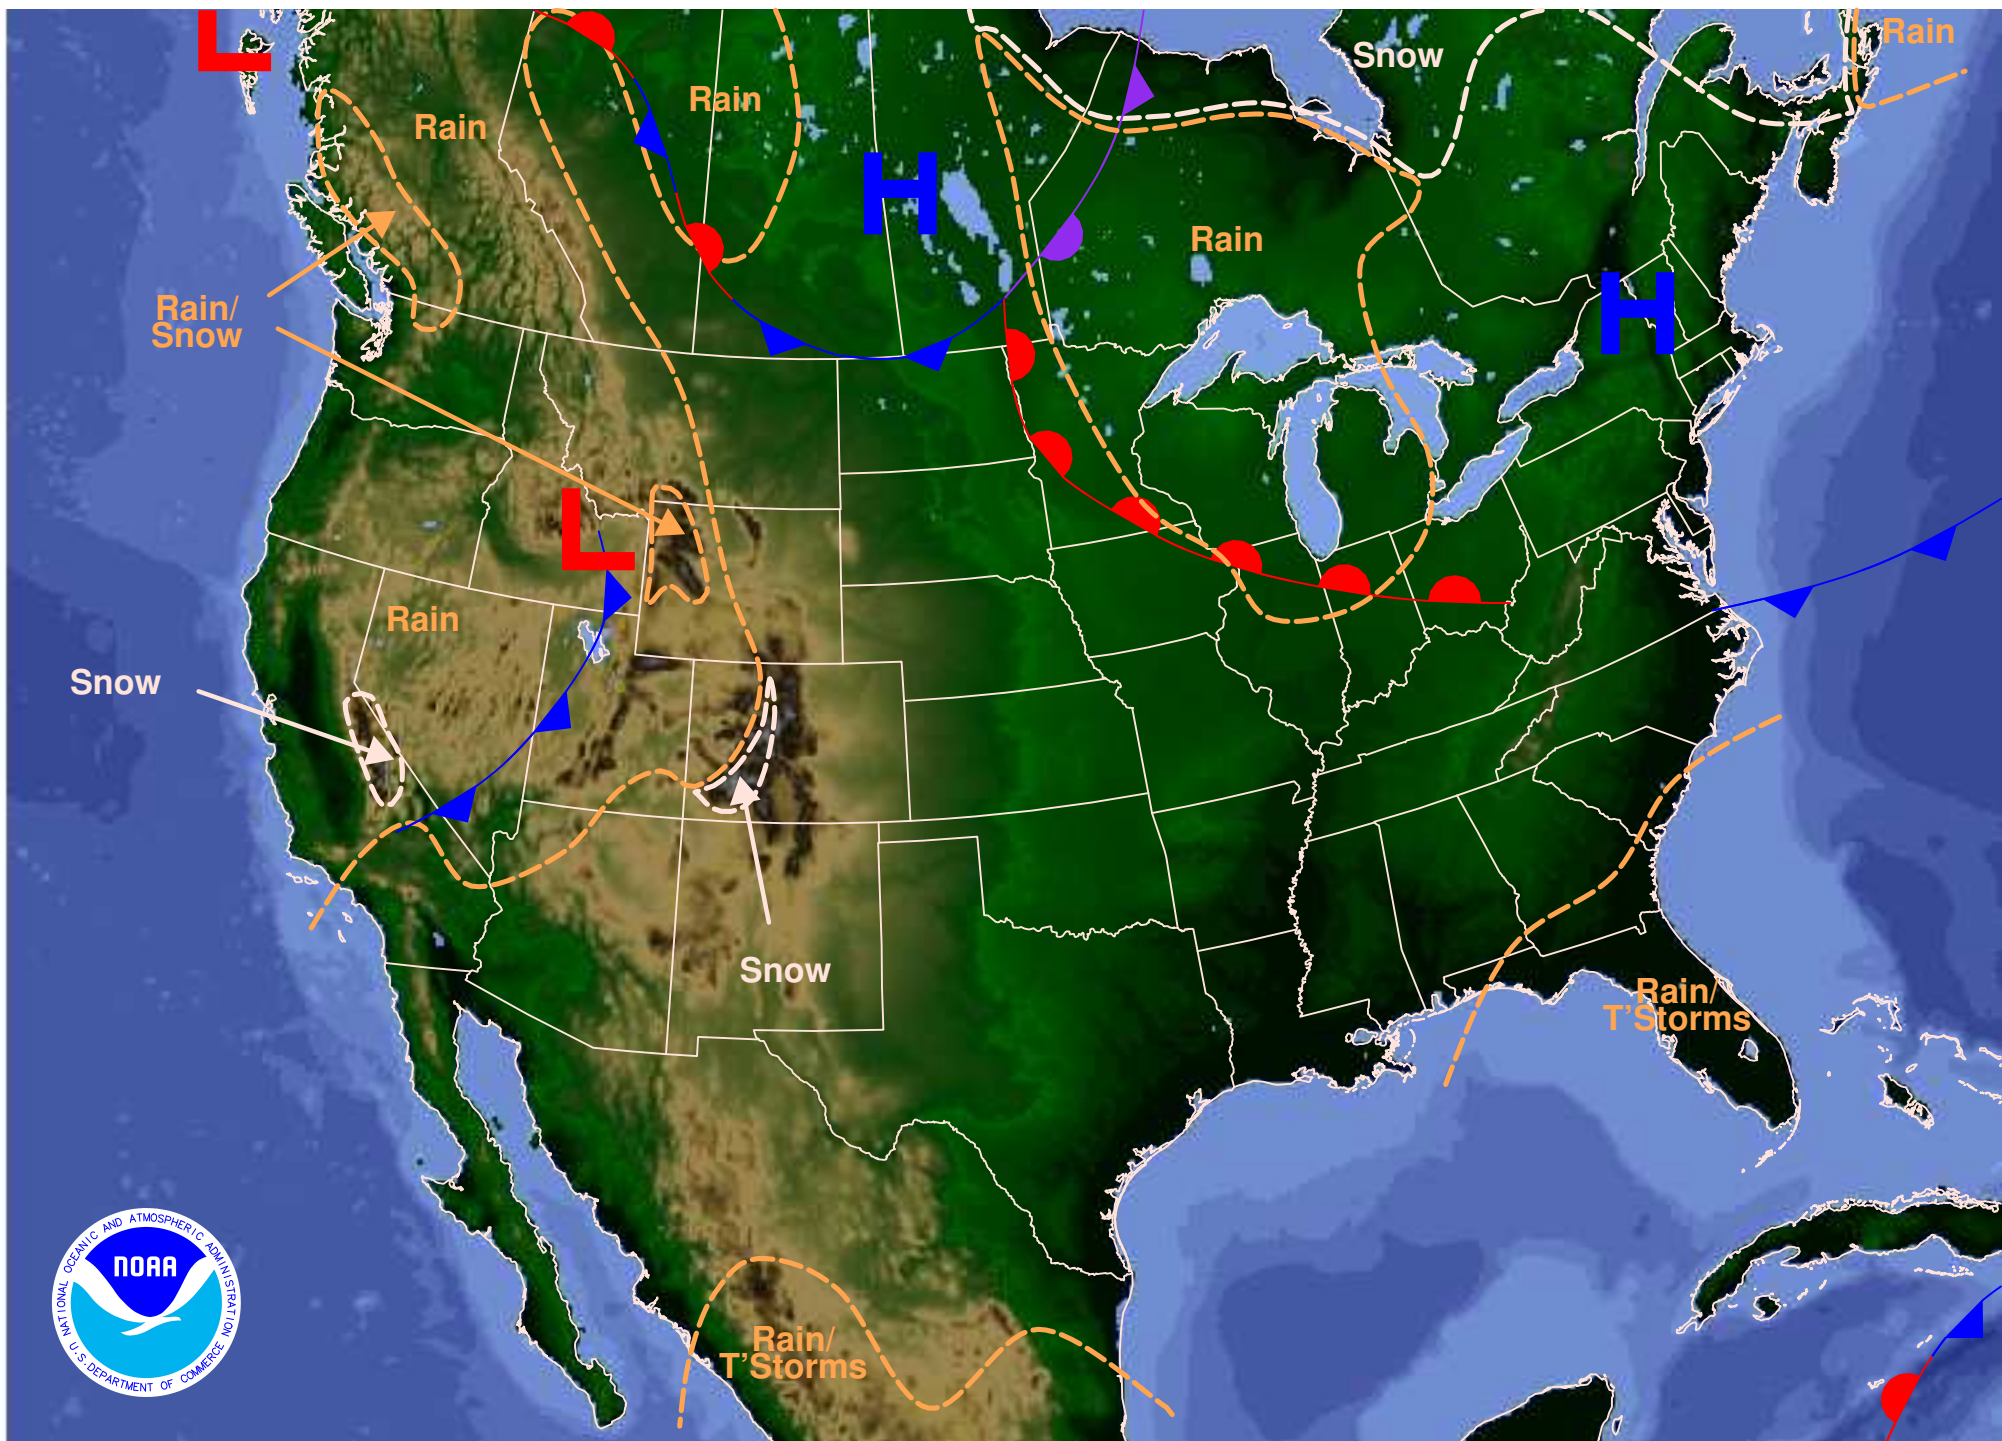 L
Snow
Rain
Rain
Rain
H
Rain
Rain/
Snow
H
L
Rain
Snow
Snow
Rain/
T'Storms
NATIONAL OCEANIC AND ATMOSPHERIC ADMINISTRATION
NOAA
U.S. DEPARTMENT OF COMMERCE
Rain/
T'Storms